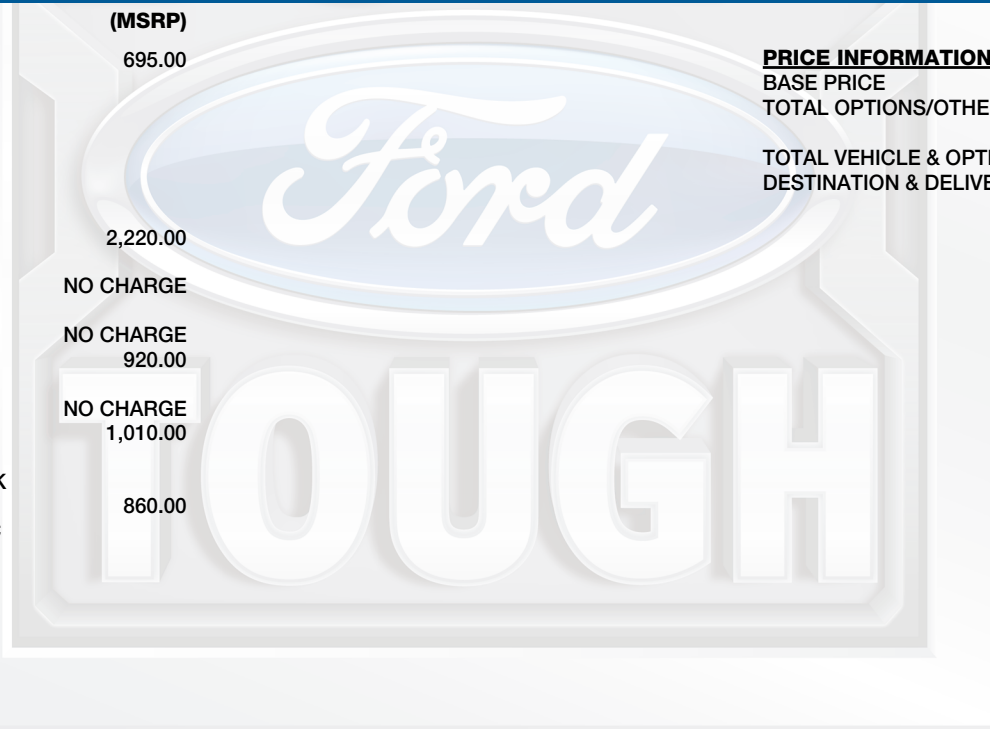 (MSRP)
695.00
2,220.00
NO CHARGE
NO CHARGE
920.00
NO CHARGE
1,010.00
K
860.00
PRICE INFORMATION
BASE PRICE
TOTAL OPTIONS/OTHE
TOTAL VEHICLE & OPTI
DESTINATION & DELIVE
Ford
TOUGH